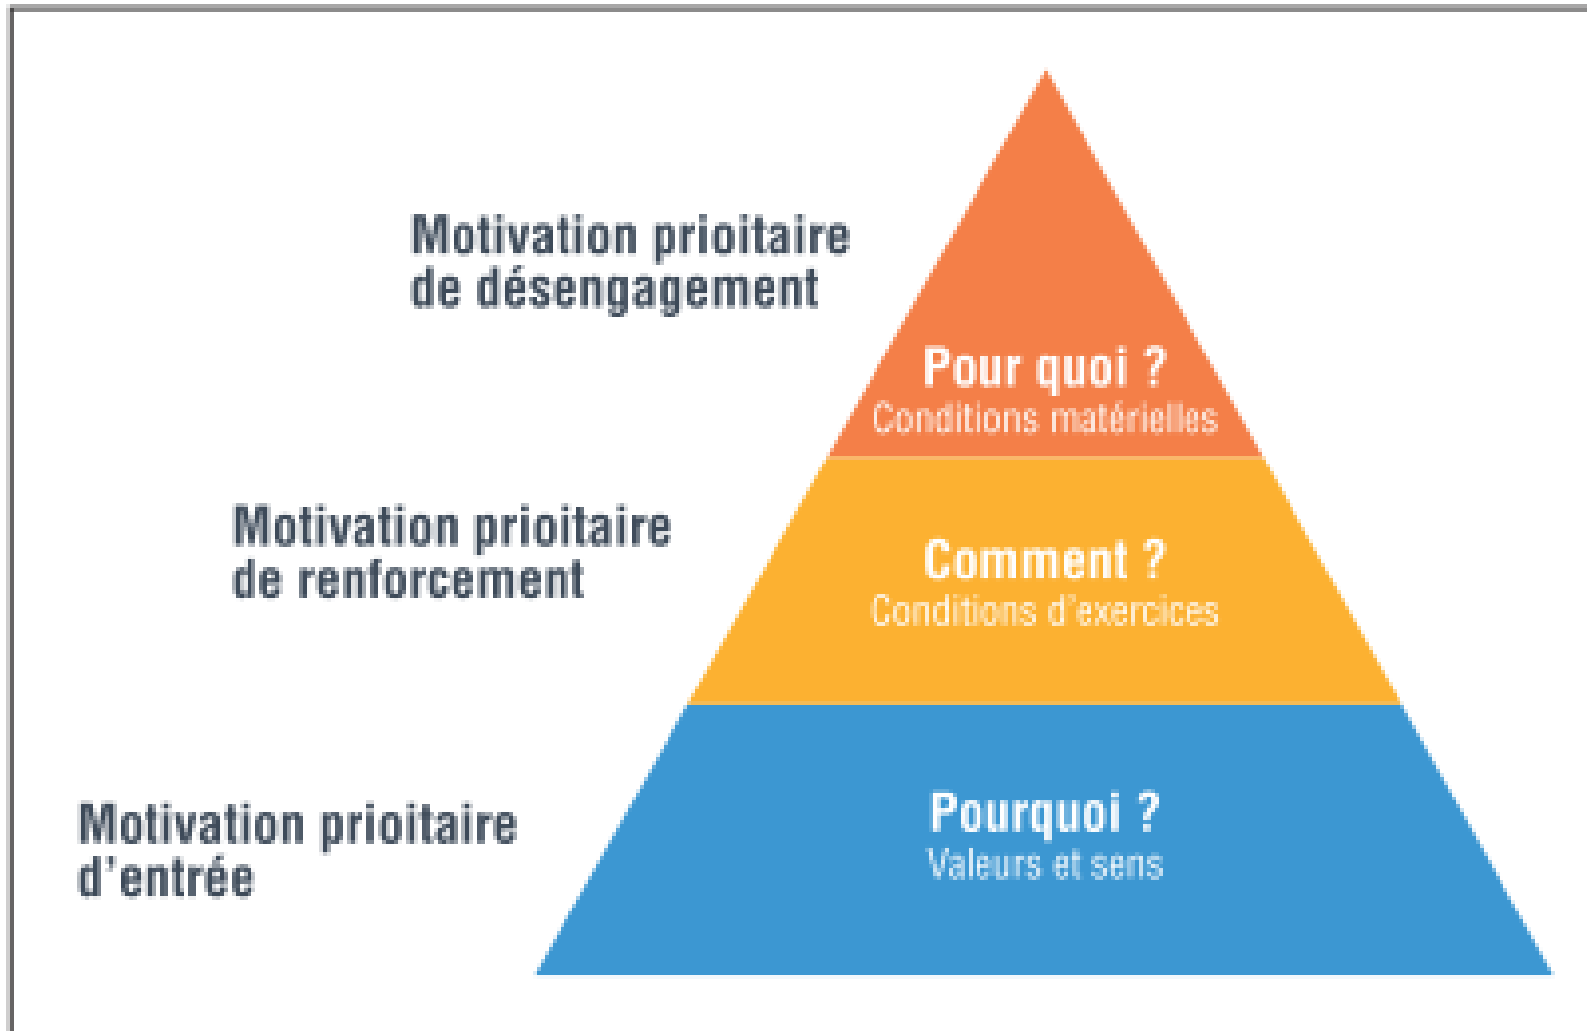 Motivation prioitaire
de désengagement
Pour quoi ?
Conditions matérielles
Motivation prioitaire
de renforcement
Comment ?
Conditions d'exercices
Motivation prioitaire
d'entrée
Pourquoi ?
Valeurs et sens